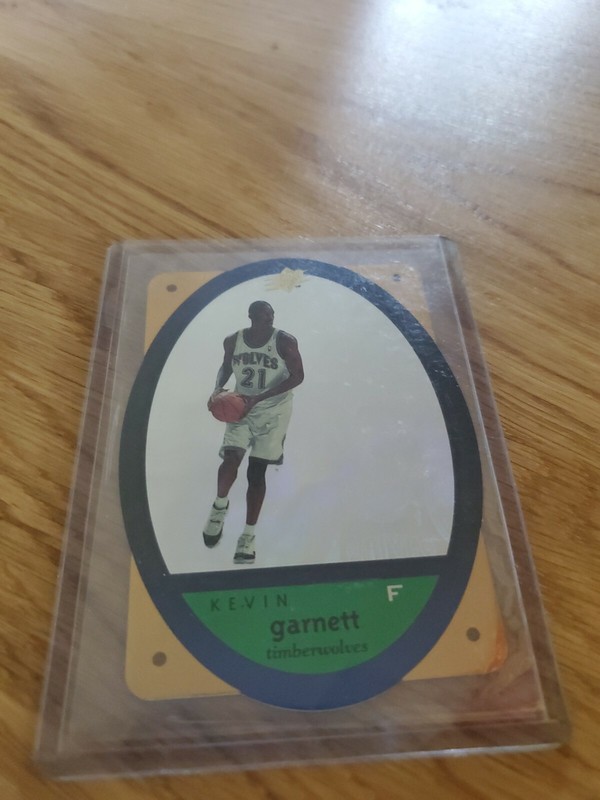 WOLVES
21
KEVIN
F
garnett
timberwolves